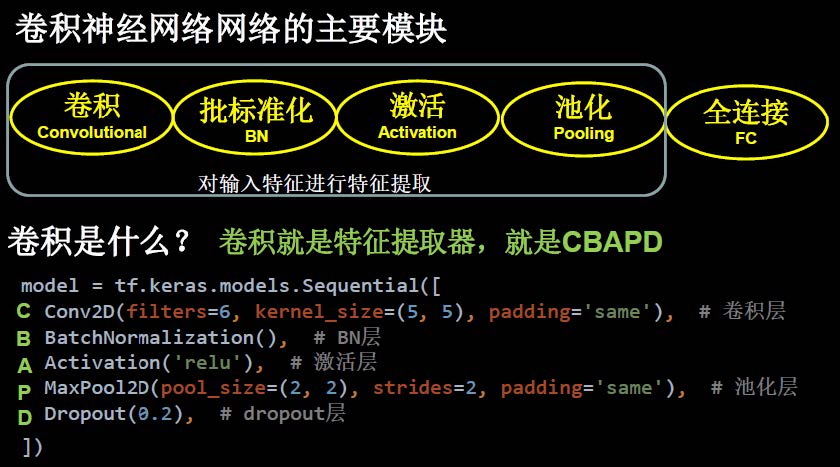 卷积神经网络网络的主要模块
卷积 批标准化 激活 池化 全连接
Convolutional BN Activation Pooling FC
对输入特征进行特征提取
卷积是什么？ 卷积就是特征提取器，就是CBAPD
model = tf.keras.models.Sequential([
C Conv2D(filters=6, kernel_size=(5, 5), padding='same'), # 卷积层
B BatchNormalization(), # BN层
A Activation('relu'), # 激活层
P MaxPool2D(pool_size=(2, 2), strides=2, padding='same'), # 池化层
D Dropout(0.2), # dropout层
])